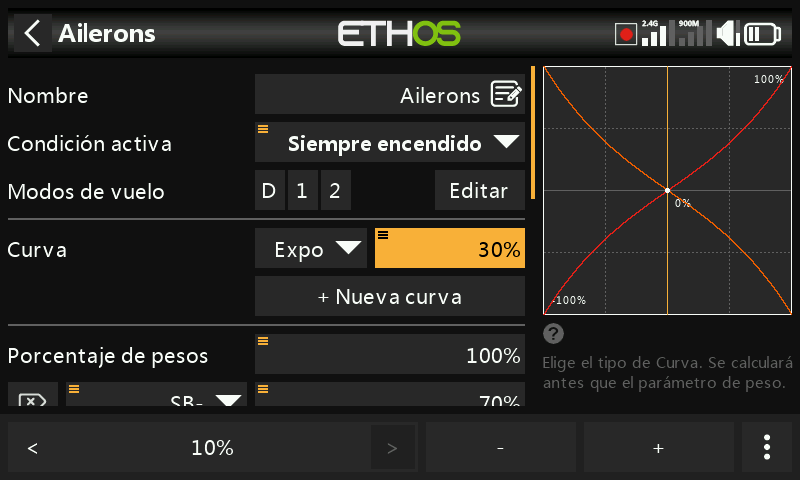 Ailerons
ETHOS
2.4G
900M
Nombre
Ailerons
Condición activa
Siempre encendido
Modos de vuelo
D 1 2
Editar
Curva
Expo
30%
+ Nueva curva
Porcentaje de pesos
100%
SB-
70%
100%
0%
-100%
?
Elige el tipo de Curva. Se calculará
antes que el parámetro de peso.
< 10% > - +